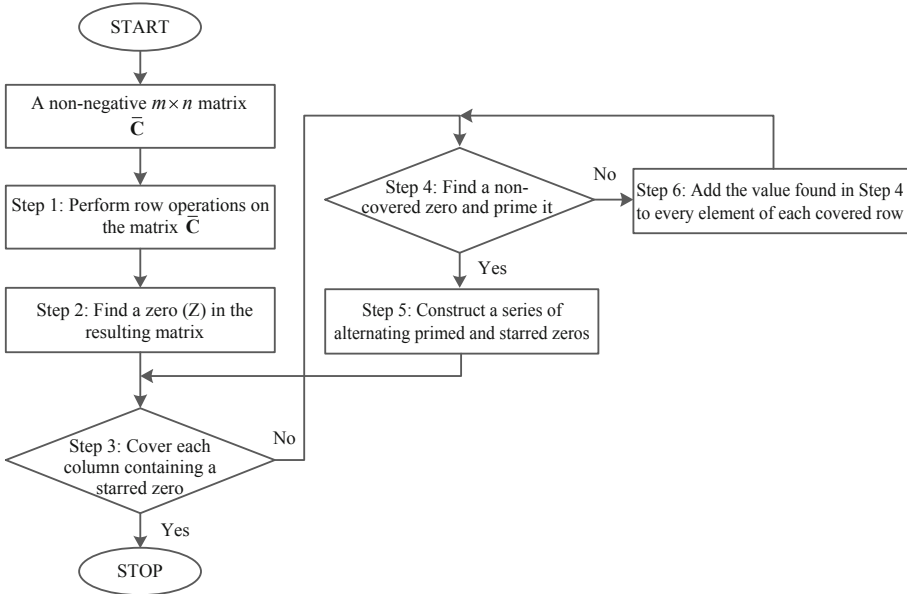 START
A non-negative m × n matrix
C̄
Step 1: Perform row operations on
the matrix C̄
Step 2: Find a zero (Z) in the
resulting matrix
Step 3: Cover each
column containing a
starred zero
No
Yes
STOP
Step 4: Find a non-
covered zero and prime it
No
Yes
Step 5: Construct a series of
alternating primed and starred zeros
Step 6: Add the value found in Step 4
to every element of each covered row